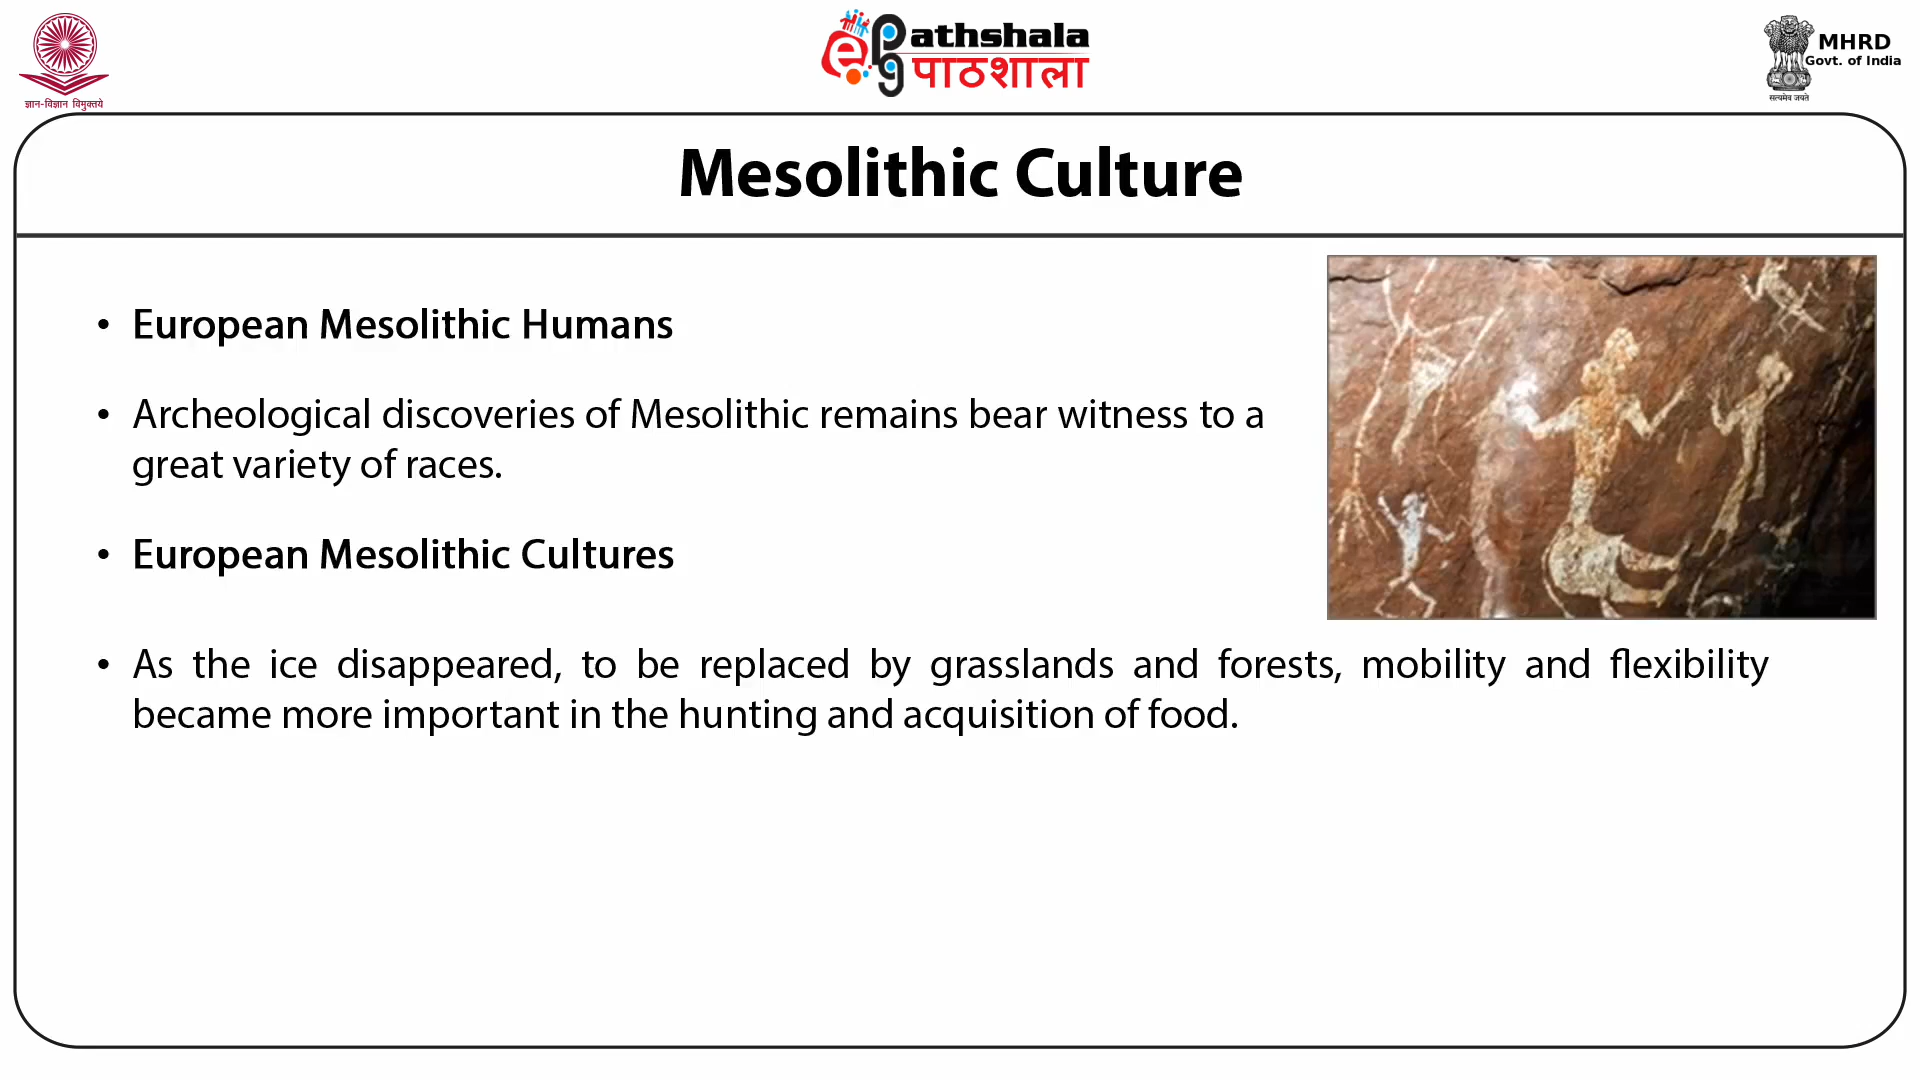 ज्ञान-विज्ञान विमुक्तये
ePathshala
पाठशाला
MHRD
Govt. of India
सत्यमेव जयते
Mesolithic Culture
• European Mesolithic Humans
• Archeological discoveries of Mesolithic remains bear witness to a
great variety of races.
• European Mesolithic Cultures
• As the ice disappeared, to be replaced by grasslands and forests, mobility and flexibility
became more important in the hunting and acquisition of food.